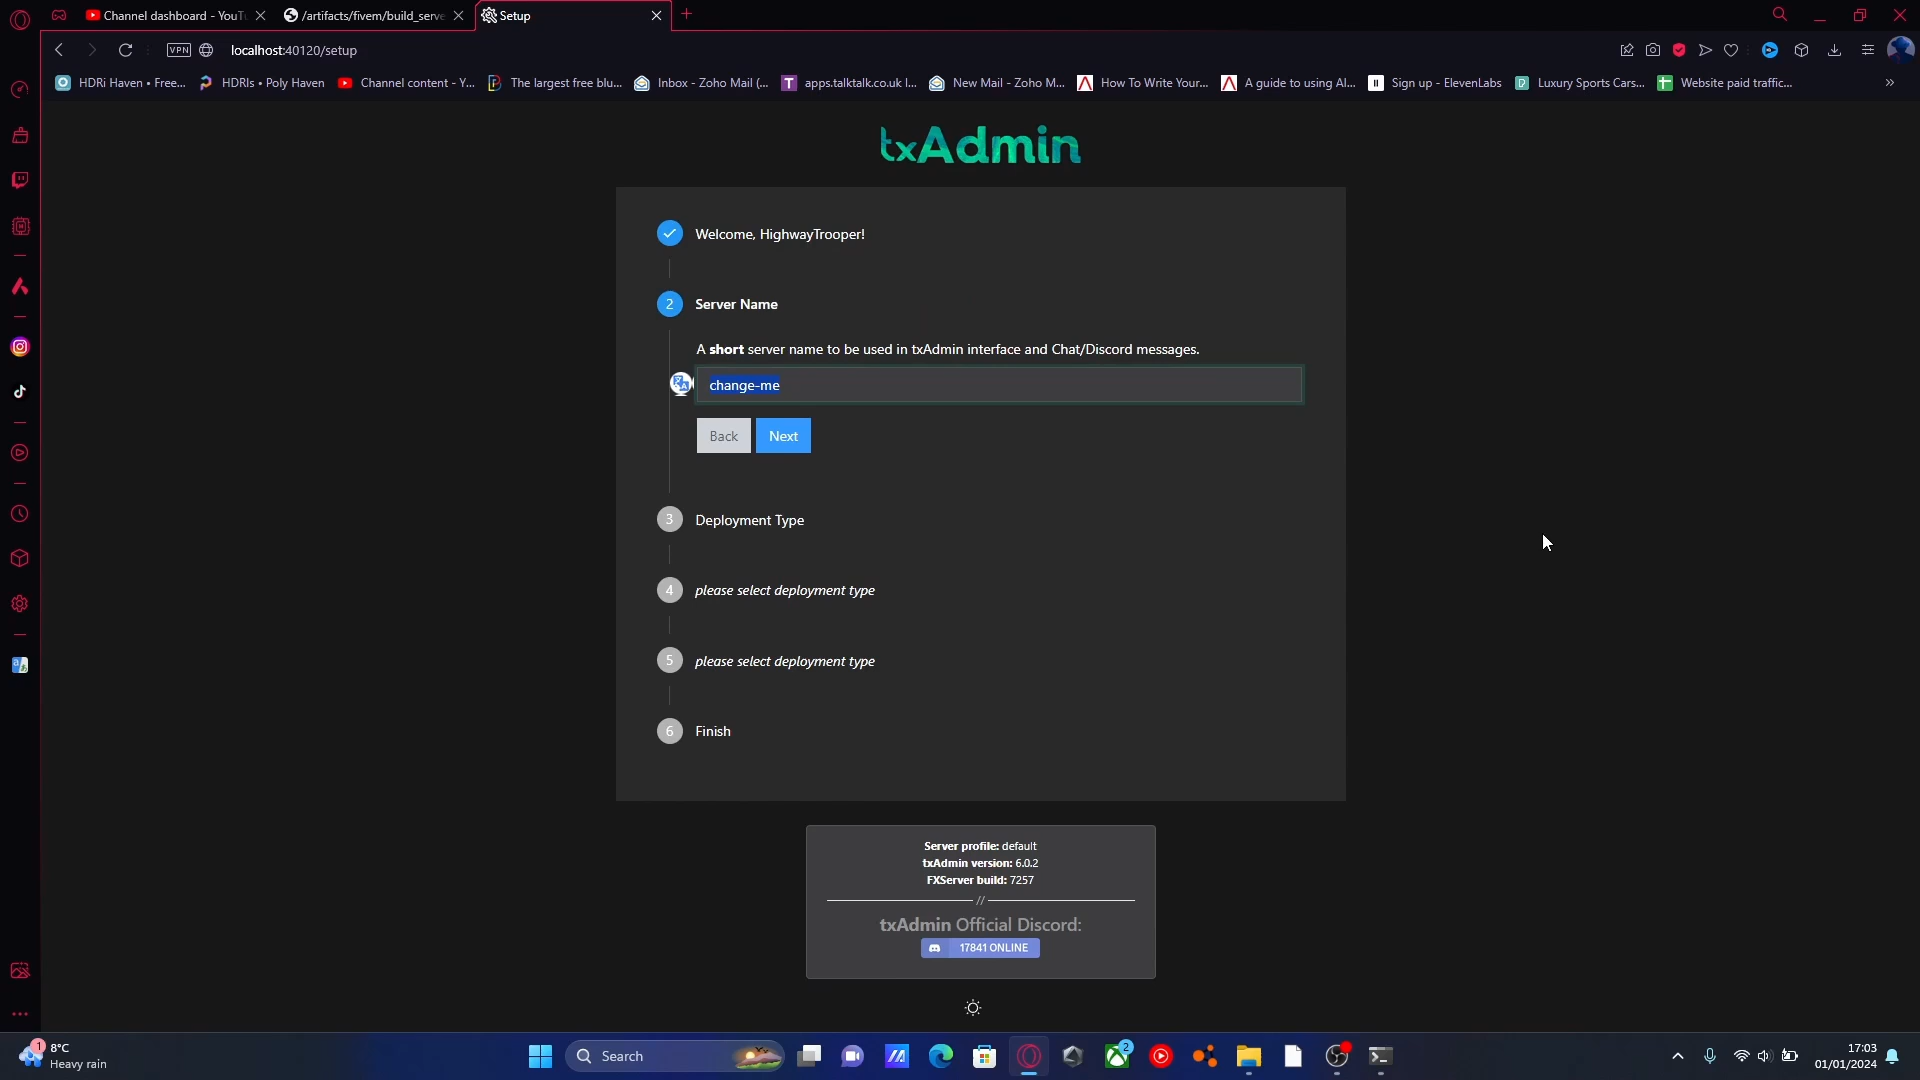 Channel dashboard - YouTu
/artifacts/fivem/build_serve
Setup
VPN
localhost:40120/setup
HDRi Haven • Free...
HDRIs • Poly Haven
Channel content - Y...
The largest free blu...
Inbox - Zoho Mail (...
T
apps.talktalk.co.uk l...
New Mail - Zoho M...
How To Write Your...
A guide to using AI...
Sign up - ElevenLabs
Luxury Sports Cars...
Website paid traffic...
»
txAdmin
Welcome, HighwayTrooper!
2 Server Name
A short server name to be used in txAdmin interface and Chat/Discord messages.
change-me
Back
Next
3 Deployment Type
4 please select deployment type
5 please select deployment type
6 Finish
Server profile: default
txAdmin version: 6.0.2
FXServer build: 7257
//
txAdmin Official Discord:
17841 ONLINE
1
8°C
Heavy rain
Search
2
17:03
01/01/2024